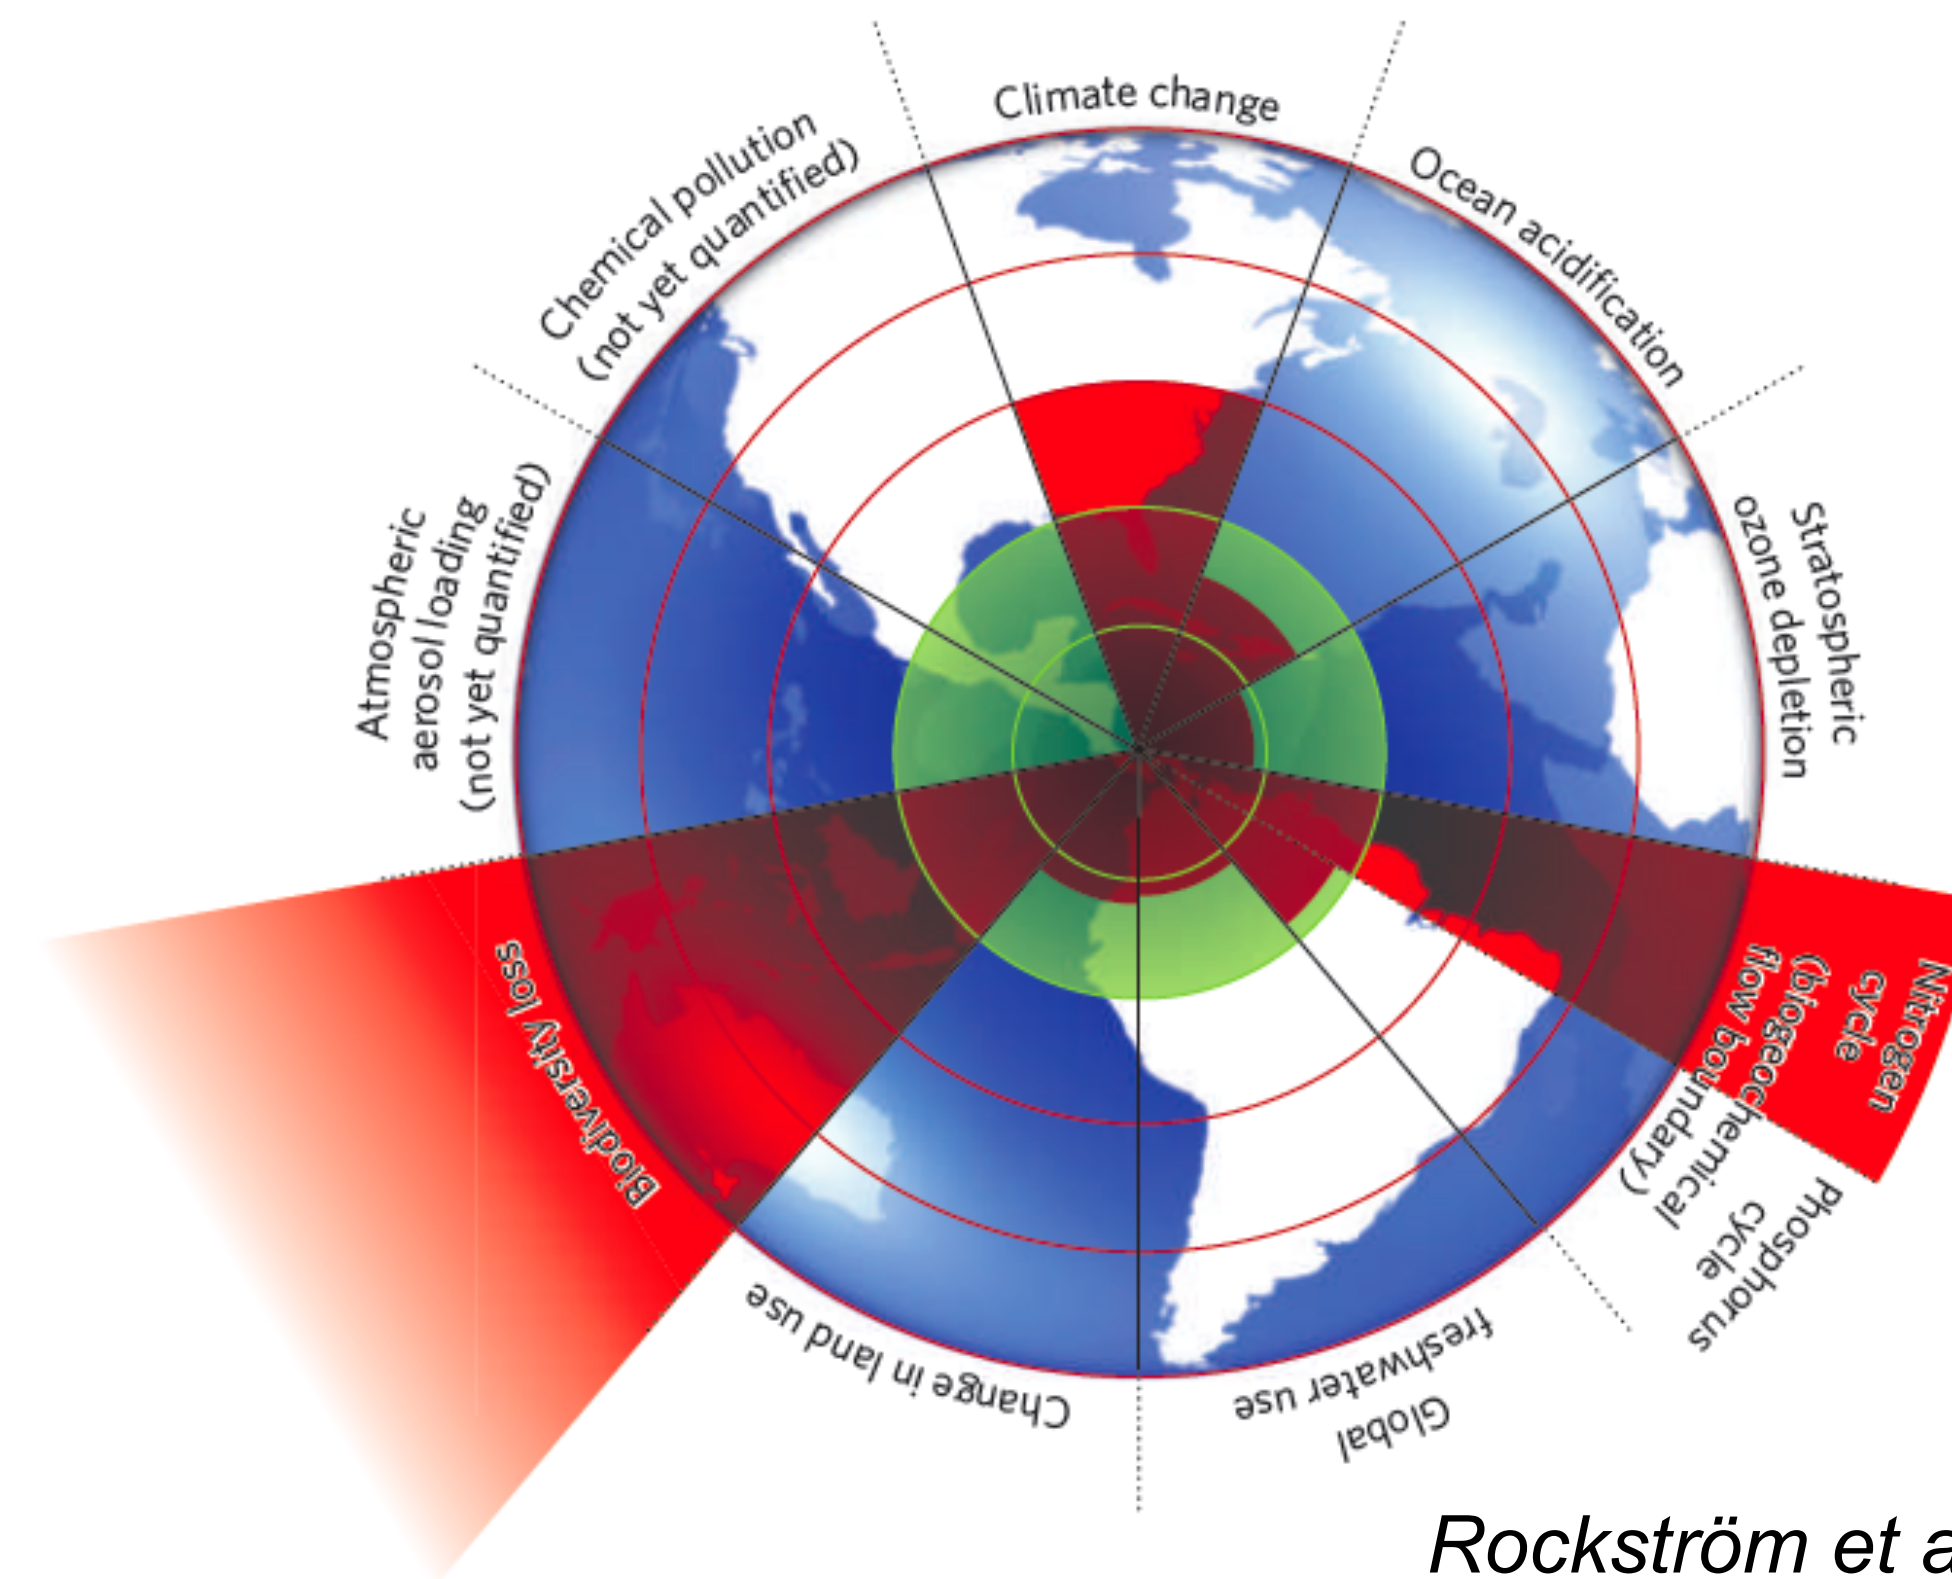 Climate change
Ocean acidification
Stratospheric
ozone depletion
Nitrogen
cycle
(biogeochemical
flow boundary)
Phosphorus
cycle
Global
freshwater use
Change in land use
Biodiversity loss
Atmospheric
aerosol loading
(not yet quantified)
Chemical pollution
(not yet quantified)
Rockström et a